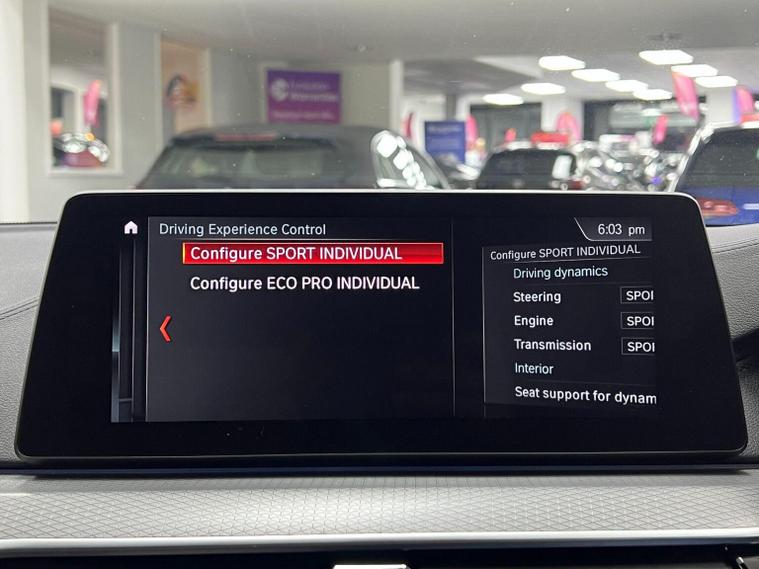 Driving Experience Control
6:03 pm
Configure SPORT INDIVIDUAL
Configure ECO PRO INDIVIDUAL
Configure SPORT INDIVIDUAL
Driving dynamics
Steering SPOI
Engine SPOI
Transmission SPOI
Interior
Seat support for dynam